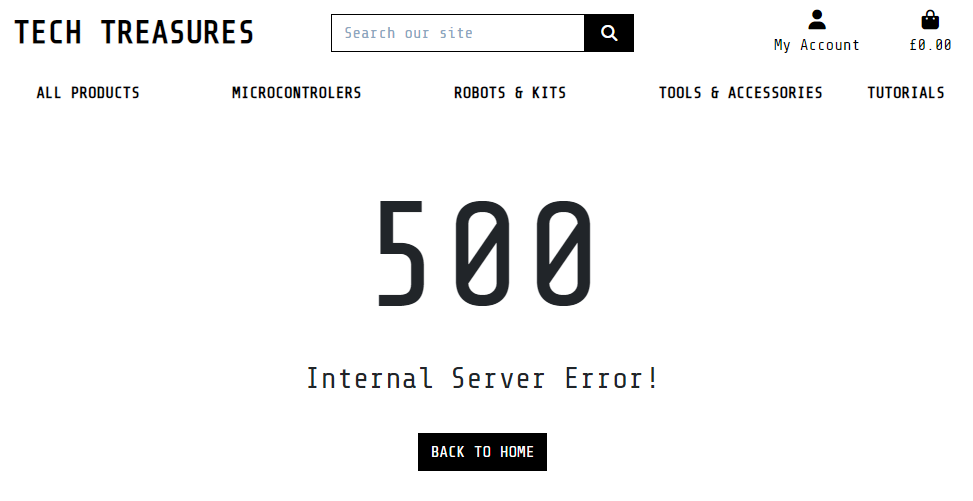 TECH TREASURES
Search our site
My Account
£0.00
ALL PRODUCTS
MICROCONTROLERS
ROBOTS & KITS
TOOLS & ACCESSORIES
TUTORIALS
500
Internal Server Error!
BACK TO HOME